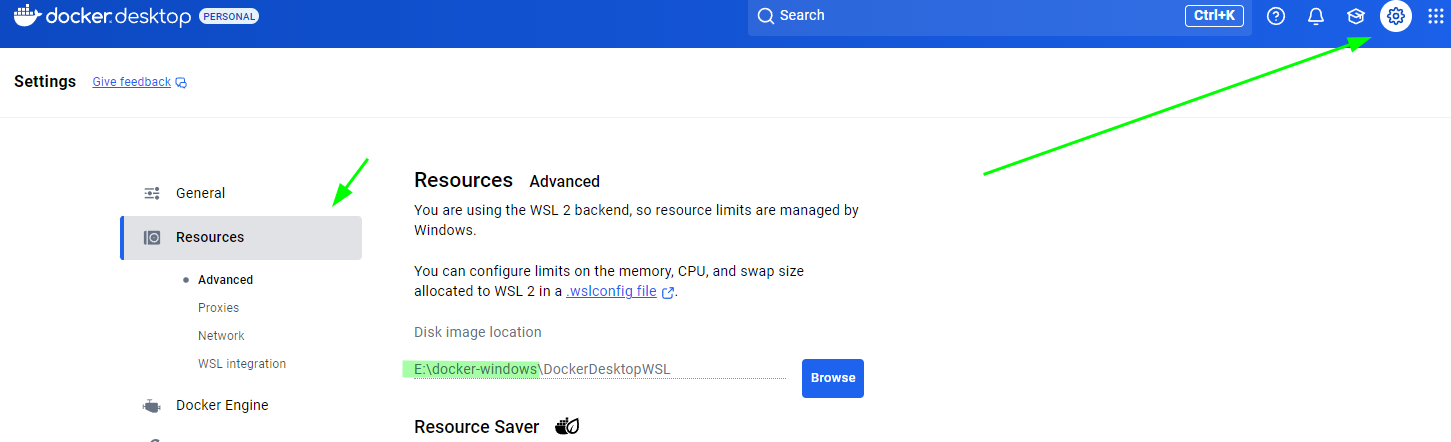 docker desktop PERSONAL
Search
Ctrl+K
Settings
Give feedback
General
Resources
Advanced
Proxies
Network
WSL integration
Docker Engine
Resources Advanced
You are using the WSL 2 backend, so resource limits are managed by
Windows.
You can configure limits on the memory, CPU, and swap size
allocated to WSL 2 in a .wslconfig file.
Disk image location
E:\docker-windows\DockerDesktopWSL
Browse
Resource Saver